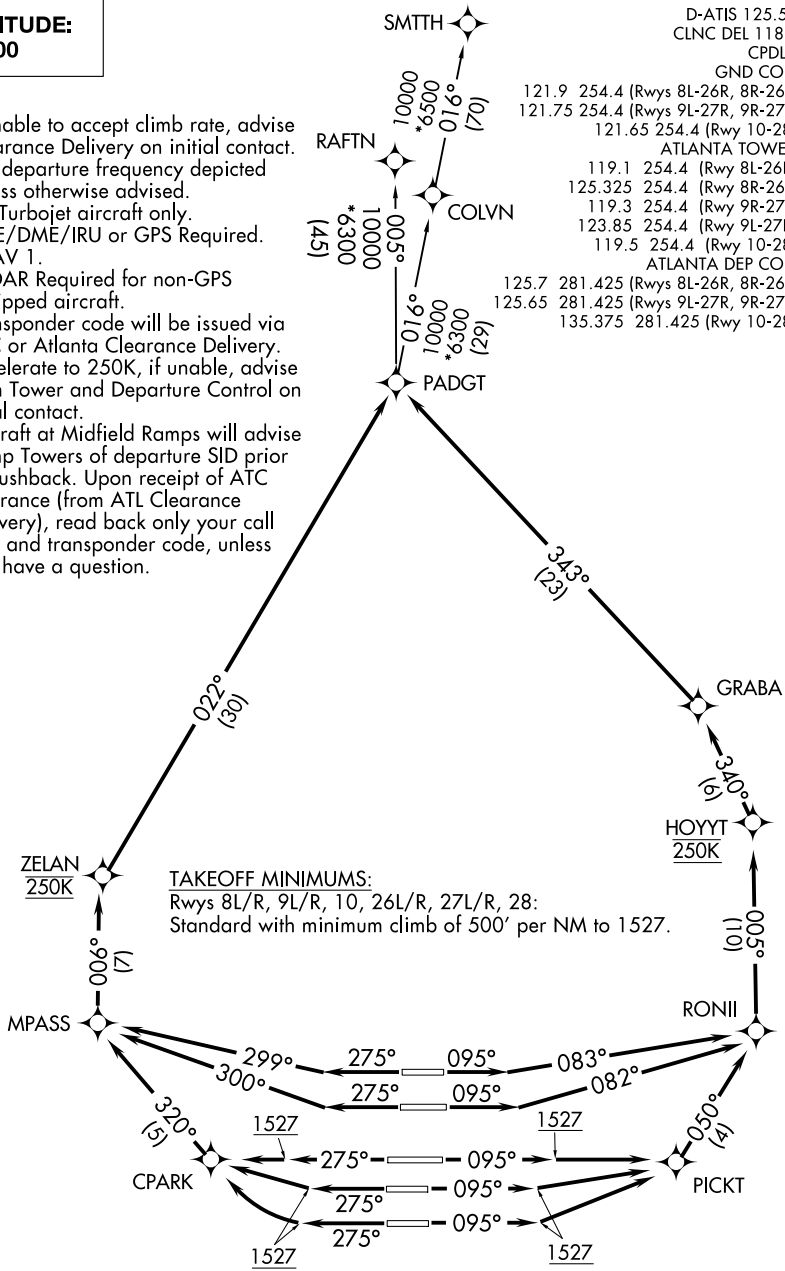 ITUDE:
00
nable to accept climb rate, advise
arance Delivery on initial contact.
departure frequency depicted
ss otherwise advised.
Turbojet aircraft only.
E/DME/IRU or GPS Required.
AV 1.
DAR Required for non-GPS
ipped aircraft.
nsponder code will be issued via
C or Atlanta Clearance Delivery.
elerate to 250K, if unable, advise
n Tower and Departure Control on
al contact.
raft at Midfield Ramps will advise
mp Towers of departure SID prior
ushback. Upon receipt of ATC
rance (from ATL Clearance
very), read back only your call
and transponder code, unless
have a question.
D-ATIS 125.5
CLNC DEL 118
CPDL
GND CO
121.9 254.4 (Rwys 8L-26R, 8R-26
121.75 254.4 (Rwys 9L-27R, 9R-27
121.65 254.4 (Rwy 10-28
ATLANTA TOWE
119.1 254.4 (Rwy 8L-26
125.325 254.4 (Rwy 8R-26
119.3 254.4 (Rwy 9R-27
123.85 254.4 (Rwy 9L-27
119.5 254.4 (Rwy 10-28
ATLANTA DEP CO
125.7 281.425 (Rwys 8L-26R, 8R-26
125.65 281.425 (Rwys 9L-27R, 9R-27
135.375 281.425 (Rwy 10-28
SMTTH
10000
*6500
016°
(70)
RAFTN
COLVN
005°
10000
*6300
(45)
019°
10000
*6300
(29)
PADGT
343°
(23)
022°
(30)
GRABA
340°
(6)
HOYYT
250K
005°
(10)
ZELAN
250K
006°
(7)
TAKEOFF MINIMUMS:
Rwys 8L/R, 9L/R, 10, 26L/R, 27L/R, 28:
Standard with minimum climb of 500' per NM to 1527.
MPASS
RONII
299°
275°
095°
083°
300°
275°
095°
082°
320°
(5)
1527
1527
050°
(4)
275°
095°
CPARK
PICKT
275°
095°
275°
095°
1527
1527